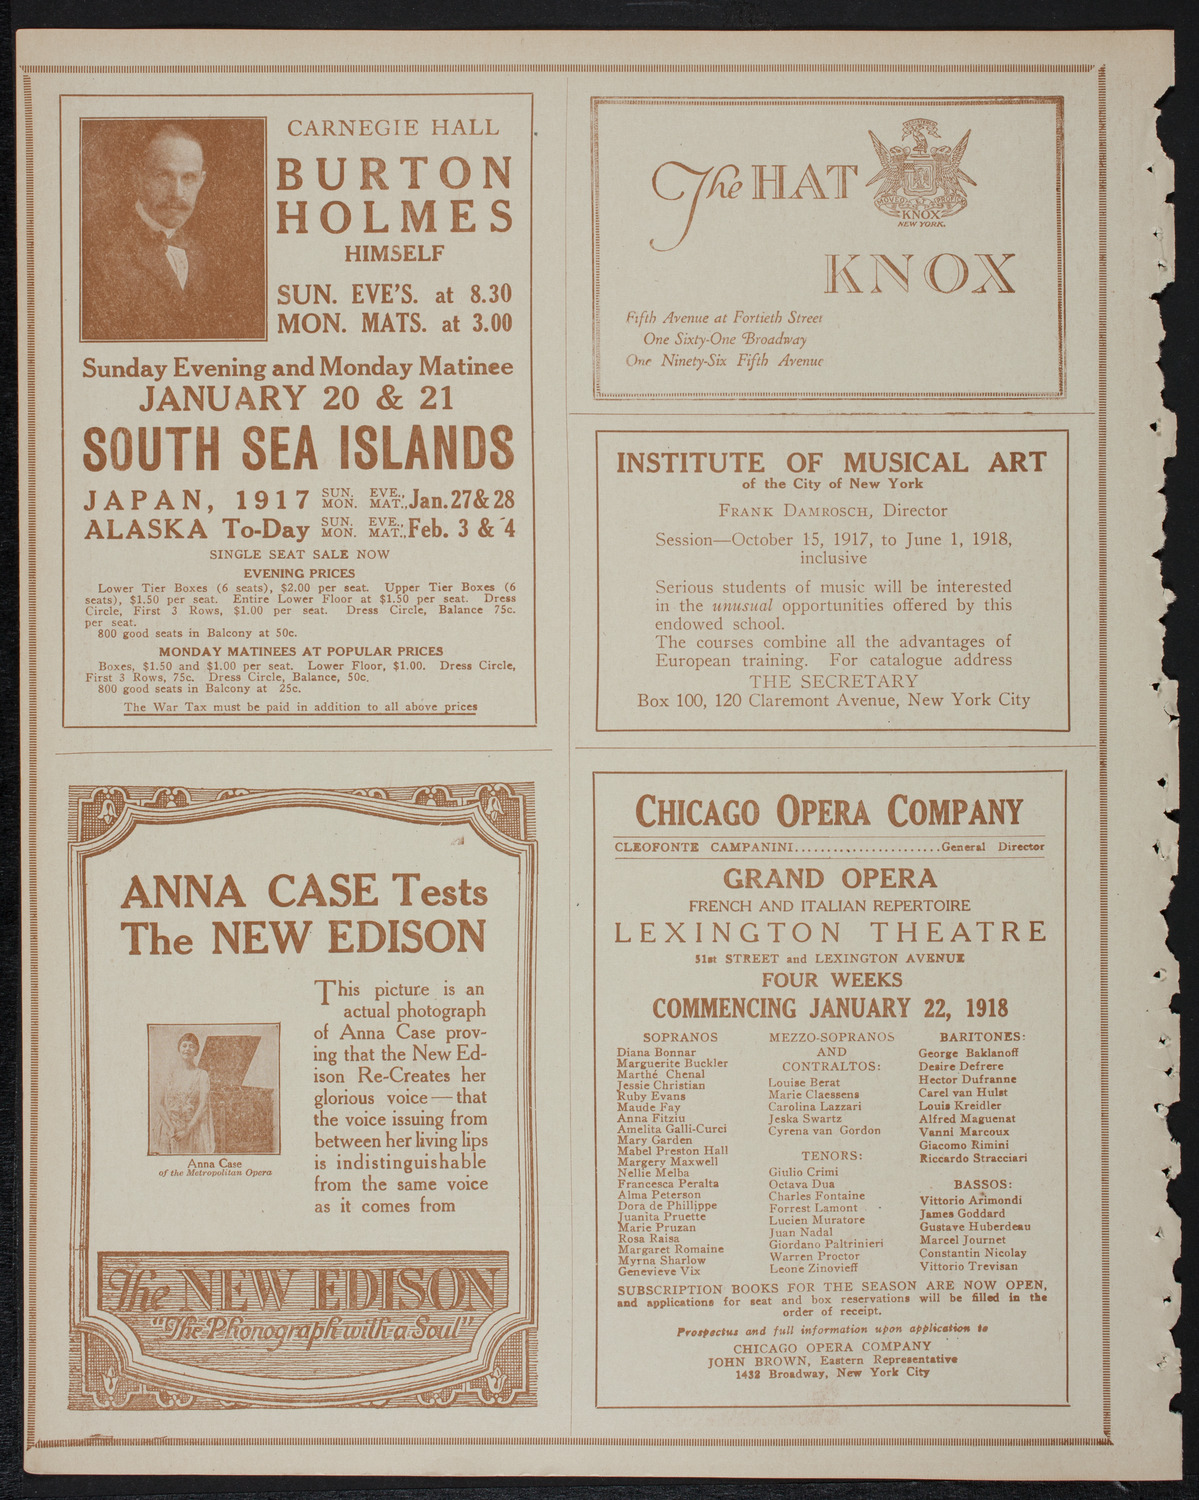 CARNEGIE HALL
BURTON
HOLMES
HIMSELF
SUN. EVE'S. at 8.30
MON. MATS. at 3.00
Sunday Evening and Monday Matinee
JANUARY 20 & 21
SOUTH SEA ISLANDS
JAPAN, 1917 SUN. EVE., MON. MAT., Jan. 27 & 28
ALASKA To-Day SUN. EVE., MON. MAT., Feb. 3 & 4
SINGLE SEAT SALE NOW
EVENING PRICES
Lower Tier Boxes (6 seats), $2.00 per seat. Upper Tier Boxes (6
seats), $1.50 per seat. Entire Lower Floor at $1.50 per seat. Dress
Circle, First 3 Rows, $1.00 per seat. Dress Circle, Balance 75c.
per seat.
800 good seats in Balcony at 50c.
MONDAY MATINEES AT POPULAR PRICES
Boxes, $1.50 and $1.00 per seat. Lower Floor, $1.00. Dress Circle,
First 3 Rows, 75c. Dress Circle, Balance, 50c.
800 good seats in Balcony at 25c.
The War Tax must be paid in addition to all above prices
ANNA CASE Tests
The NEW EDISON
This picture is an
actual photograph
of Anna Case prov-
ing that the New Ed-
ison Re-Creates her
glorious voice—that
the voice issuing from
between her living lips
is indistinguishable
from the same voice
as it comes from
Anna Case
of the Metropolitan Opera
The NEW EDISON
"The Phonograph with a Soul"
The HAT
KNOX
NEW YORK.
KNOX
Fifth Avenue at Fortieth Street
One Sixty-One Broadway
One Ninety-Six Fifth Avenue
INSTITUTE OF MUSICAL ART
of the City of New York
FRANK DAMROSCH, Director
Session—October 15, 1917, to June 1, 1918,
inclusive
Serious students of music will be interested
in the unusual opportunities offered by this
endowed school.
The courses combine all the advantages of
European training. For catalogue address
THE SECRETARY
Box 100, 120 Claremont Avenue, New York City
CHICAGO OPERA COMPANY
CLEOFONTE CAMPANINI.......................General Director
GRAND OPERA
FRENCH AND ITALIAN REPERTOIRE
LEXINGTON THEATRE
51st STREET and LEXINGTON AVENUE
FOUR WEEKS
COMMENCING JANUARY 22, 1918
SOPRANOS
Diana Bonnar
Marguerite Buckler
Marthé Chenal
Jessie Christian
Ruby Evans
Maude Fay
Anna Fitziu
Amelita Galli-Curci
Mary Garden
Mabel Preston Hall
Margery Maxwell
Nellie Melba
Francesca Peralta
Alma Peterson
Dora de Phillippe
Juanita Pruette
Marie Pruzan
Rosa Raisa
Margaret Romaine
Myrna Sharlow
Genevieve Vix
MEZZO-SOPRANOS
AND
CONTRALTOS:
Louise Berat
Marie Claessens
Carolina Lazzari
Jeska Swartz
Cyrena van Gordon
TENORS:
Giulio Crimi
Octava Dua
Charles Fontaine
Forrest Lamont
Lucien Muratore
Juan Nadal
Giordano Paltrinieri
Warren Proctor
Leone Zinovieff
BARITONES:
George Baklanoff
Desire Defrere
Hector Dufranne
Carel van Hulst
Louis Kreidler
Alfred Maguenat
Vanni Marcoux
Giacomo Rimini
Riccardo Stracciari
BASSOS:
Vittorio Arimondi
James Goddard
Gustave Huberdeau
Marcel Journet
Constantin Nicolay
Vittorio Trevisan
SUBSCRIPTION BOOKS FOR THE SEASON ARE NOW OPEN,
and applications for seat and box reservations will be filled in the
order of receipt.
Prospectus and full information upon application to
CHICAGO OPERA COMPANY
JOHN BROWN, Eastern Representative
1432 Broadway, New York City